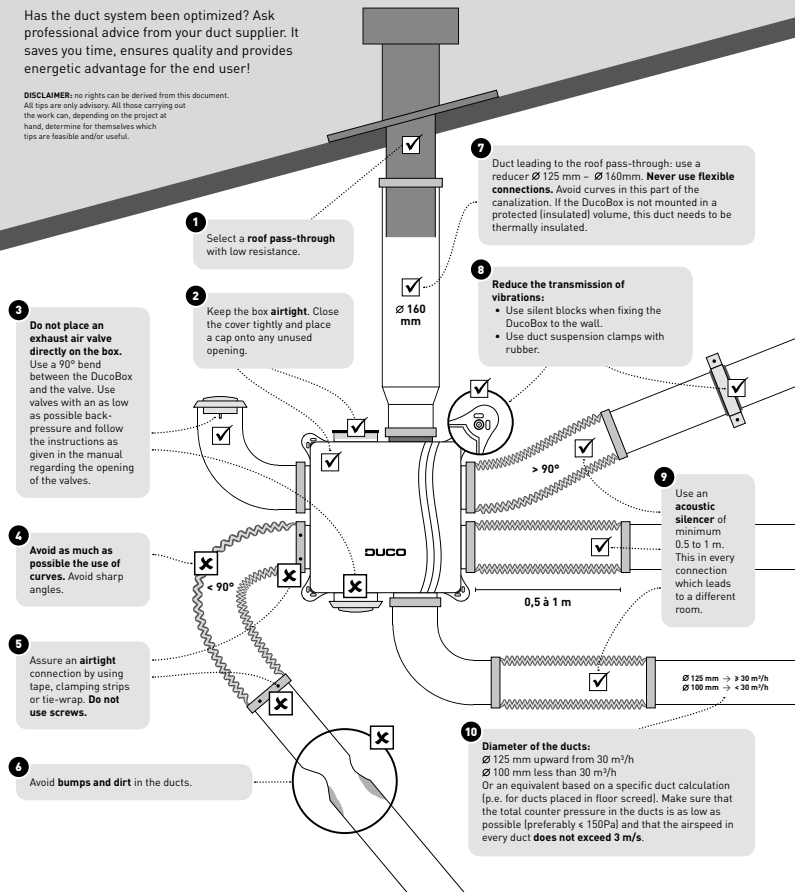 Has the duct system been optimized? Ask
professional advice from your duct supplier. It
saves you time, ensures quality and provides
energetic advantage for the end user!
DISCLAIMER: no rights can be derived from this document.
All tips are only advisory. All those carrying out
the work can, depending on the project at
hand, determine for themselves which
tips are feasible and/or useful.
1
Select a roof pass-through
with low resistance.
2
Keep the box airtight. Close
the cover tightly and place
a cap onto any unused
opening.
3
Do not place an
exhaust air valve
directly on the box.
Use a 90° bend
between the DucoBox
and the valve. Use
valves with an as low
as possible back-
pressure and follow
the instructions as
given in the manual
regarding the opening
of the valves.
4
Avoid as much as
possible the use of
curves. Avoid sharp
angles.
5
Assure an airtight
connection by using
tape, clamping strips
or tie-wrap. Do not
use screws.
6
Avoid bumps and dirt in the ducts.
7
Duct leading to the roof pass-through: use a
reducer Ø 125 mm – Ø 160mm. Never use flexible
connections. Avoid curves in this part of the
canalization. If the DucoBox is not mounted in a
protected (insulated) volume, this duct needs to be
thermally insulated.
8
Reduce the transmission of
vibrations:
• Use silent blocks when fixing the
DucoBox to the wall.
• Use duct suspension clamps with
rubber.
9
Use an
acoustic
silencer of
minimum
0.5 to 1 m.
This in every
connection
which leads
to a different
room.
10
Diameter of the ducts:
Ø 125 mm upward from 30 m³/h
Ø 100 mm less than 30 m³/h
Or an equivalent based on a specific duct calculation
(p.e. for ducts placed in floor screed). Make sure that
the total counter pressure in the ducts is as low as
possible (preferably ≤ 150Pa) and that the airspeed in
every duct does not exceed 3 m/s.
Ø 160
mm
> 90°
< 90°
DUCO
0,5 à 1 m
Ø 125 mm → ≥ 30 m³/h
Ø 100 mm → < 30 m³/h